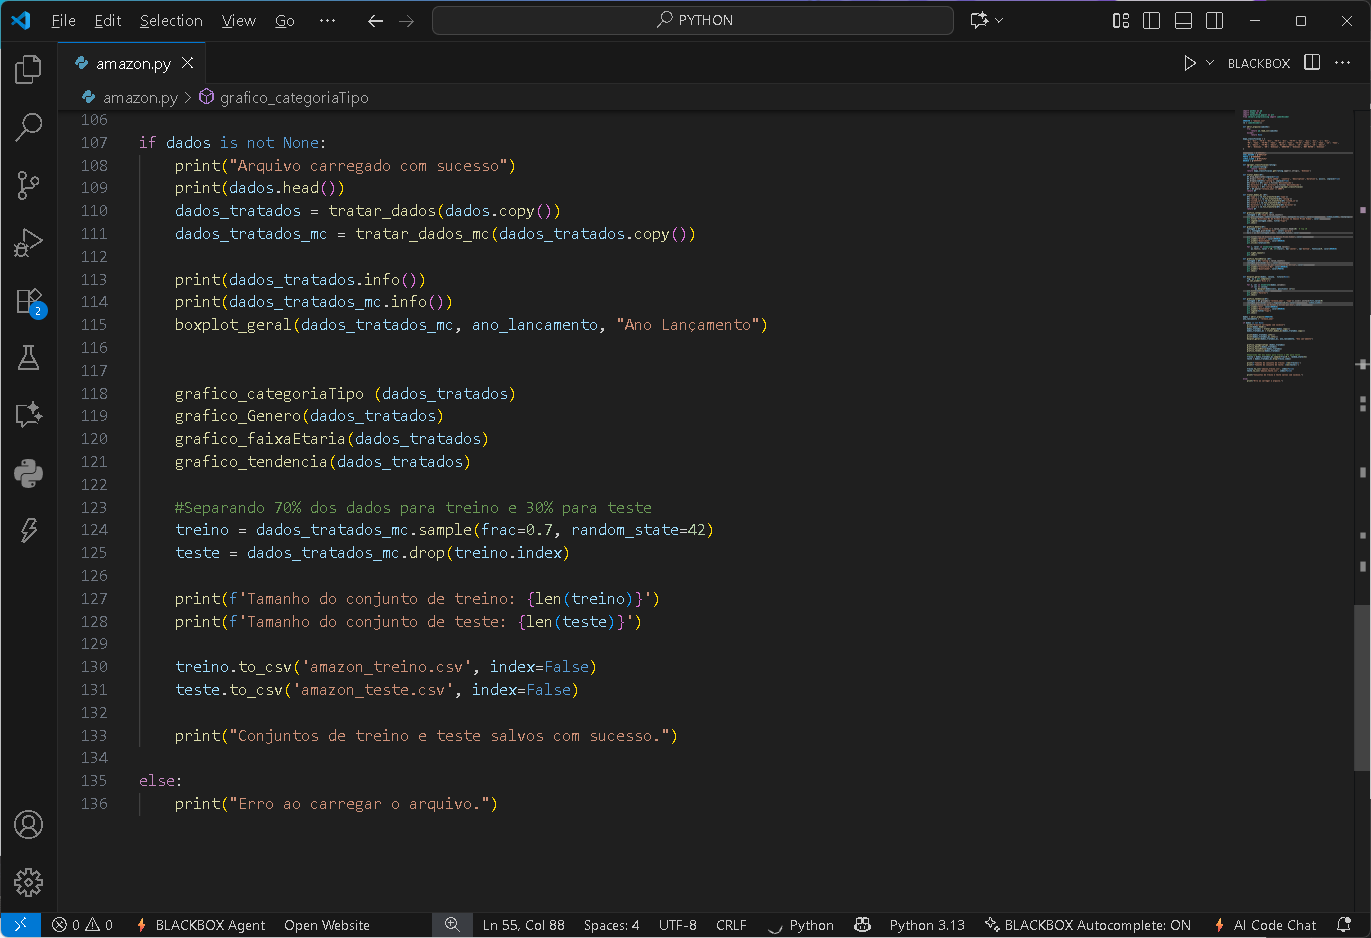 File Edit Selection View Go ··· PYTHON
amazon.py
BLACKBOX ···
amazon.py > grafico_categoriaTipo
106
107 if dados is not None:
108 print("Arquivo carregado com sucesso")
109 print(dados.head())
110 dados_tratados = tratar_dados(dados.copy())
111 dados_tratados_mc = tratar_dados_mc(dados_tratados.copy())
112
113 print(dados_tratados.info())
114 print(dados_tratados_mc.info())
115 boxplot_geral(dados_tratados_mc, ano_lancamento, "Ano Lançamento")
116
117
118 grafico_categoriaTipo (dados_tratados)
119 grafico_Genero(dados_tratados)
120 grafico_faixaEtaria(dados_tratados)
121 grafico_tendencia(dados_tratados)
122
123 #Separando 70% dos dados para treino e 30% para teste
124 treino = dados_tratados_mc.sample(frac=0.7, random_state=42)
125 teste = dados_tratados_mc.drop(treino.index)
126
127 print(f'Tamanho do conjunto de treino: {len(treino)}')
128 print(f'Tamanho do conjunto de teste: {len(teste)}')
129
130 treino.to_csv('amazon_treino.csv', index=False)
131 teste.to_csv('amazon_teste.csv', index=False)
132
133 print("Conjuntos de treino e teste salvos com sucesso.")
134
135 else:
136 print("Erro ao carregar o arquivo.")
2
0 0 BLACKBOX Agent Open Website Ln 55, Col 88 Spaces: 4 UTF-8 CRLF Python Python 3.13 BLACKBOX Autocomplete: ON AI Code Chat